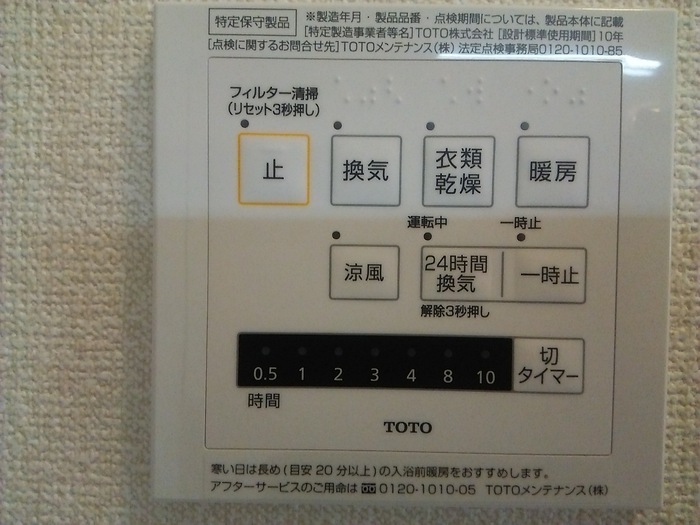 特定保守製品
※製造年月・製品品番・点検期間については、製品本体に記載
[特定製造事業者等名]TOTO株式会社 [設計標準使用期間]10年
[点検に関するお問合せ先]TOTOメンテナンス(株) 法定点検事務局0120-1010-85
フィルター清掃
(リセット3秒押し)
止 換気 衣類乾燥 暖房
運転中 一時止
涼風 24時間換気 一時止
解除3秒押し
0.5 1 2 3 4 8 10 切タイマー
時間
TOTO
寒い日は長め(目安20分以上)の入浴前暖房をおすすめします。
アフターサービスのご用命は 0120-1010-05 TOTOメンテナンス(株)